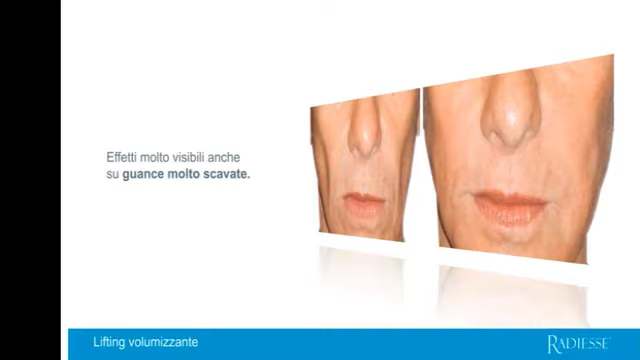 Effetti molto visibili anche
su guance molto scavate.
Lifting volumizzante
RADIESSE